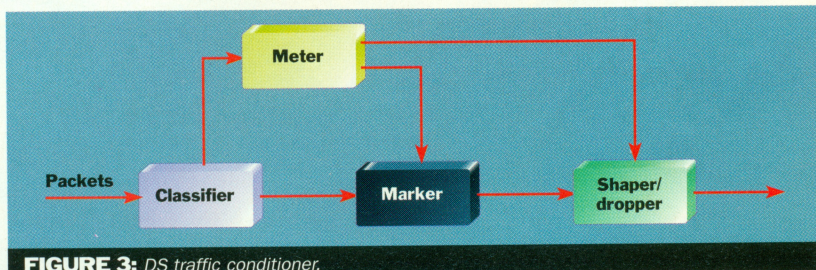 Meter
Packets
Classifier
Marker
Shaper/
dropper
FIGURE 3: DS traffic conditioner.